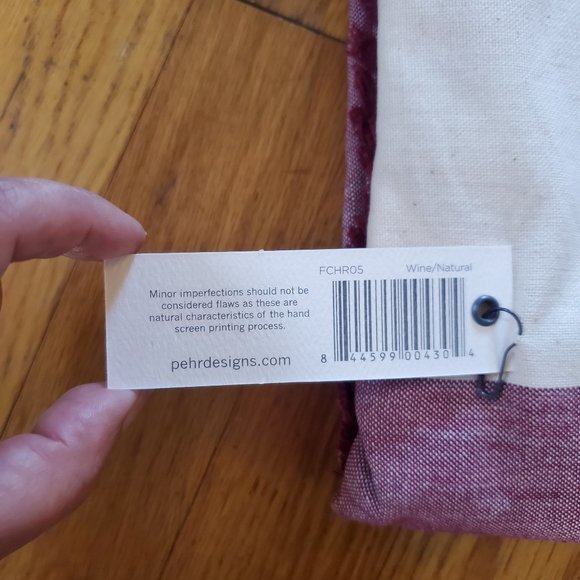 FCHR05 Wine/Natural
Minor imperfections should not be
considered flaws as these are
natural characteristics of the hand
screen printing process.
pehrdesigns.com
8 44599 00430 4